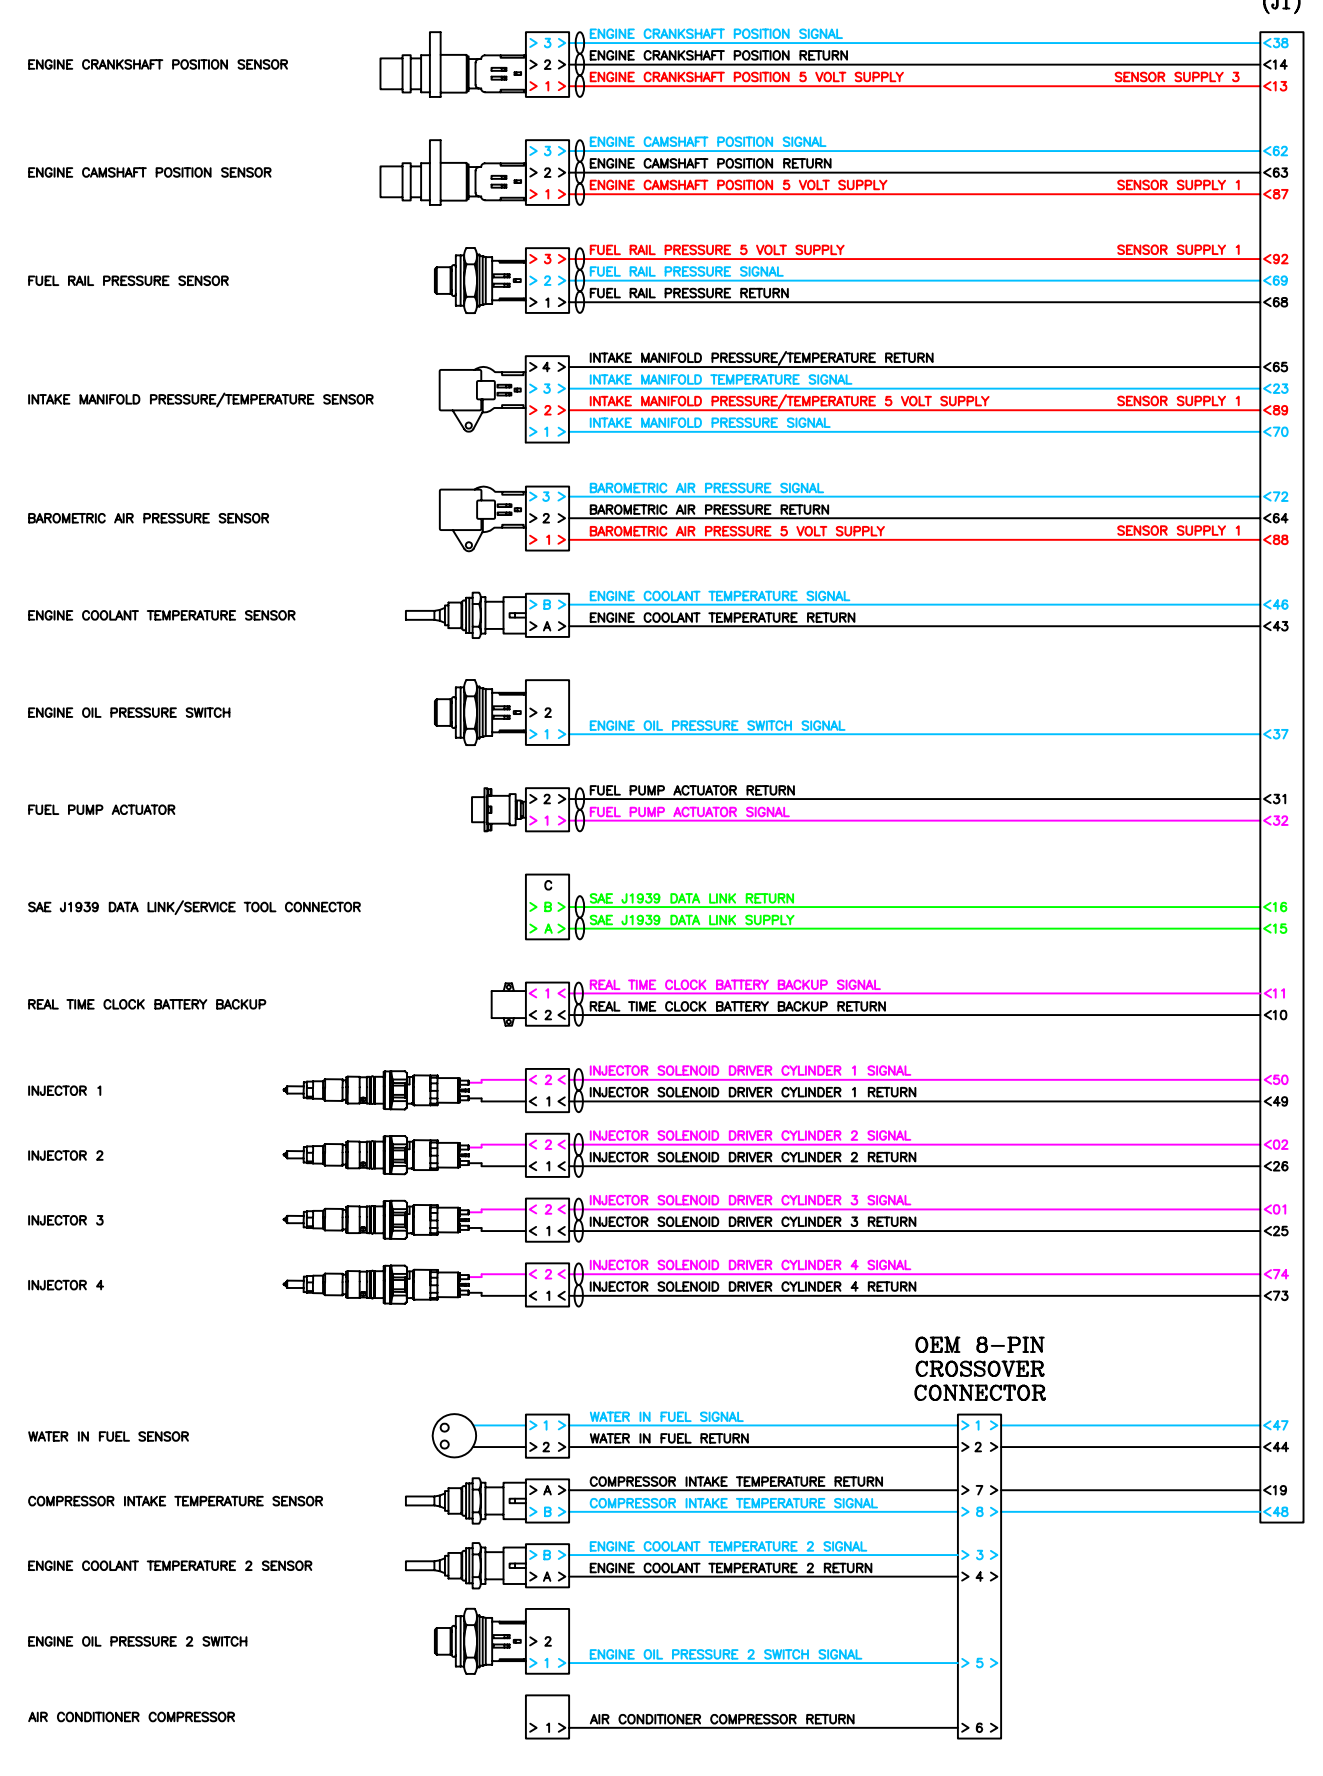 (J1)
ENGINE CRANKSHAFT POSITION SENSOR
> 3 > ENGINE CRANKSHAFT POSITION SIGNAL <38
> 2 > ENGINE CRANKSHAFT POSITION RETURN <14
> 1 > ENGINE CRANKSHAFT POSITION 5 VOLT SUPPLY SENSOR SUPPLY 3 <13
ENGINE CAMSHAFT POSITION SENSOR
> 3 > ENGINE CAMSHAFT POSITION SIGNAL <62
> 2 > ENGINE CAMSHAFT POSITION RETURN <63
> 1 > ENGINE CAMSHAFT POSITION 5 VOLT SUPPLY SENSOR SUPPLY 1 <87
FUEL RAIL PRESSURE SENSOR
> 3 > FUEL RAIL PRESSURE 5 VOLT SUPPLY SENSOR SUPPLY 1 <92
> 2 > FUEL RAIL PRESSURE SIGNAL <69
> 1 > FUEL RAIL PRESSURE RETURN <68
INTAKE MANIFOLD PRESSURE/TEMPERATURE SENSOR
> 4 > INTAKE MANIFOLD PRESSURE/TEMPERATURE RETURN <65
> 3 > INTAKE MANIFOLD TEMPERATURE SIGNAL <23
> 2 > INTAKE MANIFOLD PRESSURE/TEMPERATURE 5 VOLT SUPPLY SENSOR SUPPLY 1 <89
> 1 > INTAKE MANIFOLD PRESSURE SIGNAL <70
BAROMETRIC AIR PRESSURE SENSOR
> 3 > BAROMETRIC AIR PRESSURE SIGNAL <72
> 2 > BAROMETRIC AIR PRESSURE RETURN <64
> 1 > BAROMETRIC AIR PRESSURE 5 VOLT SUPPLY SENSOR SUPPLY 1 <88
ENGINE COOLANT TEMPERATURE SENSOR
> B > ENGINE COOLANT TEMPERATURE SIGNAL <46
> A > ENGINE COOLANT TEMPERATURE RETURN <43
ENGINE OIL PRESSURE SWITCH
> 2
> 1 > ENGINE OIL PRESSURE SWITCH SIGNAL <37
FUEL PUMP ACTUATOR
> 2 > FUEL PUMP ACTUATOR RETURN <31
> 1 > FUEL PUMP ACTUATOR SIGNAL <32
SAE J1939 DATA LINK/SERVICE TOOL CONNECTOR
C
> B > SAE J1939 DATA LINK RETURN <16
> A > SAE J1939 DATA LINK SUPPLY <15
REAL TIME CLOCK BATTERY BACKUP
< 1 < REAL TIME CLOCK BATTERY BACKUP SIGNAL <11
< 2 < REAL TIME CLOCK BATTERY BACKUP RETURN <10
INJECTOR 1
< 2 < INJECTOR SOLENOID DRIVER CYLINDER 1 SIGNAL <50
< 1 < INJECTOR SOLENOID DRIVER CYLINDER 1 RETURN <49
INJECTOR 2
< 2 < INJECTOR SOLENOID DRIVER CYLINDER 2 SIGNAL <02
< 1 < INJECTOR SOLENOID DRIVER CYLINDER 2 RETURN <26
INJECTOR 3
< 2 < INJECTOR SOLENOID DRIVER CYLINDER 3 SIGNAL <01
< 1 < INJECTOR SOLENOID DRIVER CYLINDER 3 RETURN <25
INJECTOR 4
< 2 < INJECTOR SOLENOID DRIVER CYLINDER 4 SIGNAL <74
< 1 < INJECTOR SOLENOID DRIVER CYLINDER 4 RETURN <73
OEM 8-PIN
CROSSOVER
CONNECTOR
WATER IN FUEL SENSOR
> 1 > WATER IN FUEL SIGNAL > 1 > <47
> 2 > WATER IN FUEL RETURN > 2 > <44
COMPRESSOR INTAKE TEMPERATURE SENSOR
> A > COMPRESSOR INTAKE TEMPERATURE RETURN > 7 > <19
> B > COMPRESSOR INTAKE TEMPERATURE SIGNAL > 8 > <48
ENGINE COOLANT TEMPERATURE 2 SENSOR
> B > ENGINE COOLANT TEMPERATURE 2 SIGNAL > 3 >
> A > ENGINE COOLANT TEMPERATURE 2 RETURN > 4 >
ENGINE OIL PRESSURE 2 SWITCH
> 2
> 1 > ENGINE OIL PRESSURE 2 SWITCH SIGNAL > 5 >
AIR CONDITIONER COMPRESSOR
> 1 > AIR CONDITIONER COMPRESSOR RETURN > 6 >